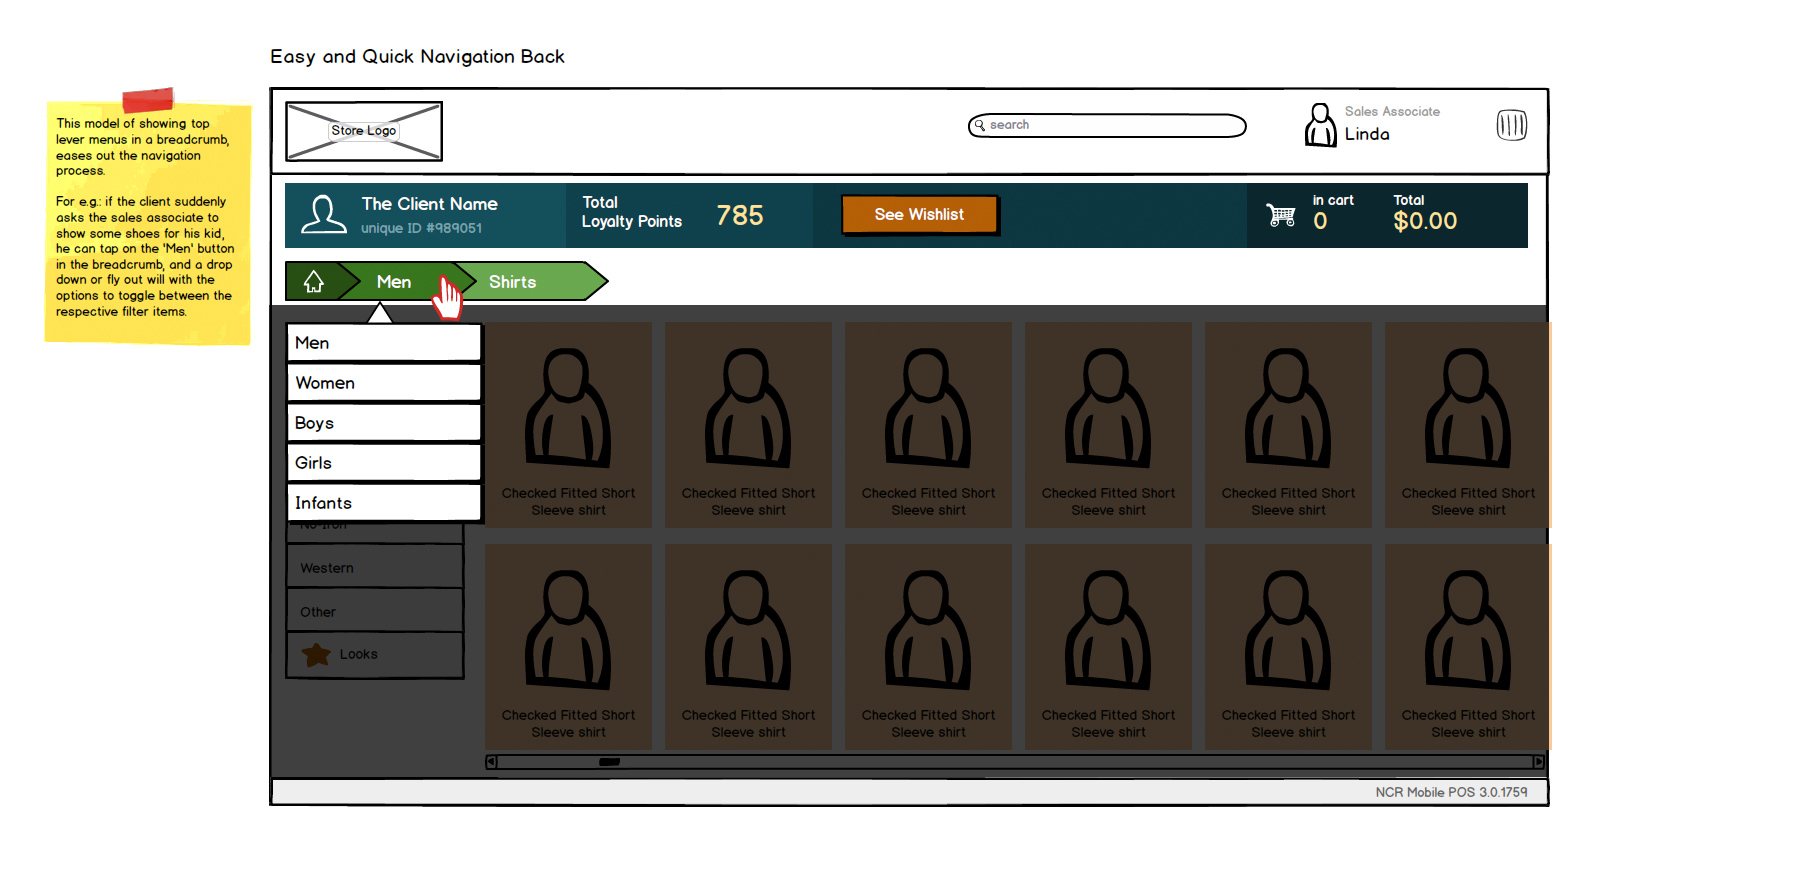 Easy and Quick Navigation Back
This model of showing top
lever menus in a breadcrumb,
eases out the navigation
process.
For e.g.: if the client suddenly
asks the sales associate to
show some shoes for his kid,
he can tap on the 'Men' button
in the breadcrumb, and a drop
down or fly out will with the
options to toggle between the
respective filter items.
Store Logo
search
Sales Associate
Linda
The Client Name
unique ID #989051
Total
Loyalty Points
785
See Wishlist
in cart
0
Total
$0.00
Men
Shirts
Men
Women
Boys
Girls
Infants
No-Iron
Western
Other
Looks
Checked Fitted Short
Sleeve shirt
Checked Fitted Short
Sleeve shirt
Checked Fitted Short
Sleeve shirt
Checked Fitted Short
Sleeve shirt
Checked Fitted Short
Sleeve shirt
Checked Fitted Short
Sleeve shirt
Checked Fitted Short
Sleeve shirt
Checked Fitted Short
Sleeve shirt
Checked Fitted Short
Sleeve shirt
Checked Fitted Short
Sleeve shirt
Checked Fitted Short
Sleeve shirt
Checked Fitted Short
Sleeve shirt
NCR Mobile POS 3.0.1759